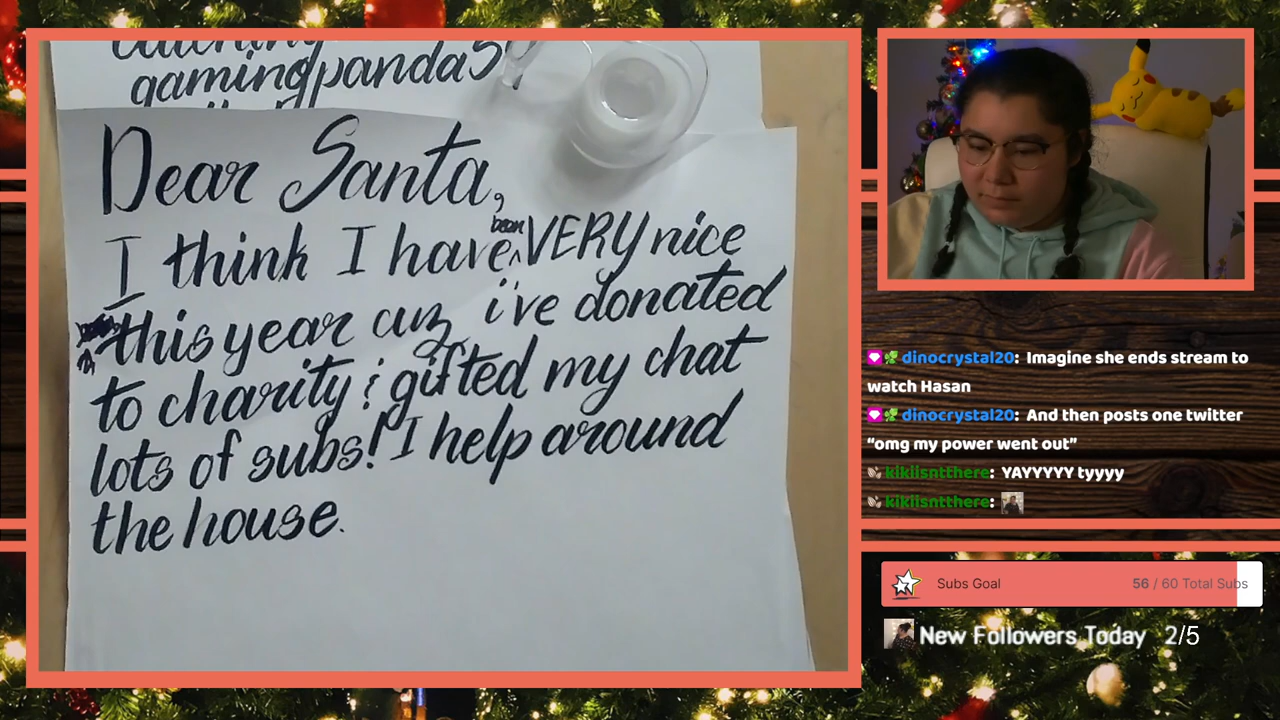 gamingpanda5
Dear Santa,
I think I have been VERY nice
this year cuz i've donated
to charity & gifted my chat
lots of subs! I help around
the house.
dinocrystal20: Imagine she ends stream to
watch Hasan
dinocrystal20: And then posts one twitter
“omg my power went out”
kikiisntthere: YAYYYYY tyyyy
kikiisntthere:
Subs Goal 56 / 60 Total Subs
New Followers Today 2/5